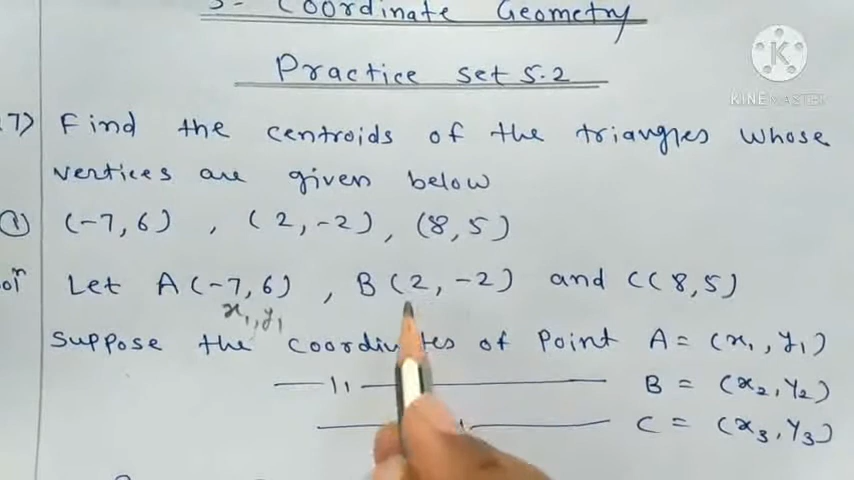 5- Coordinate Geometry
Practice set 5.2
KINEMASTER
7) Find the centroids of the triangles whose
vertices are given below
① (-7,6) , (2,-2), (8,5)
Let A(-7,6) , B(2,-2) and C(8,5)
x₁,y₁
Suppose the coordinates of Point A = (x₁,y₁)
—〃— B = (x₂,y₂)
C = (x₃,y₃)